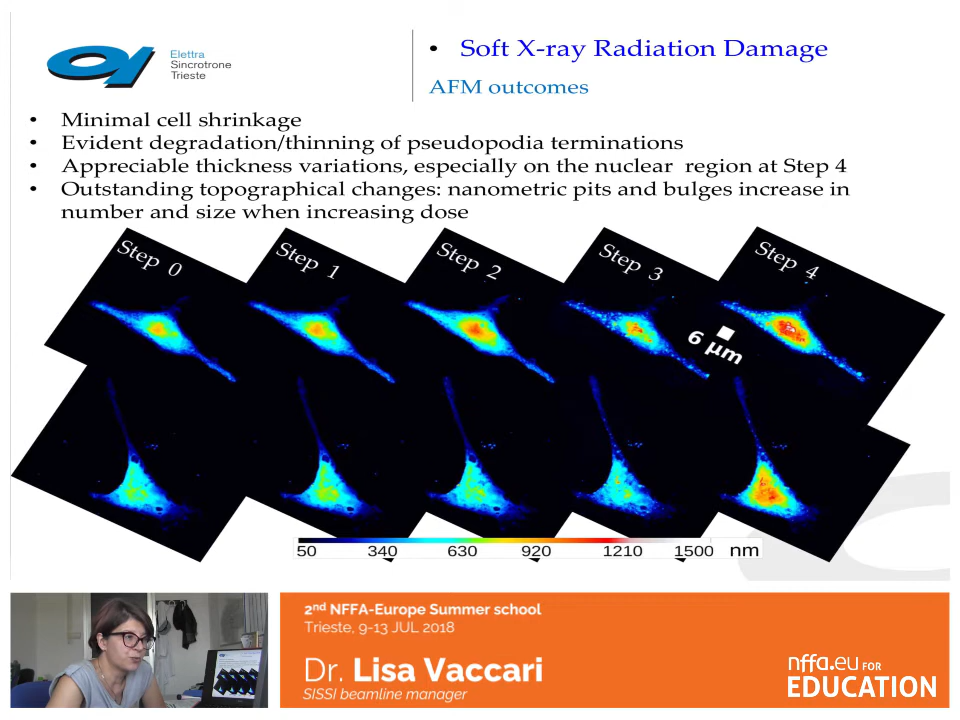 Elettra
Sincrotrone
Trieste
• Soft X-ray Radiation Damage
AFM outcomes
• Minimal cell shrinkage
• Evident degradation/thinning of pseudopodia terminations
• Appreciable thickness variations, especially on the nuclear region at Step 4
• Outstanding topographical changes: nanometric pits and bulges increase in
number and size when increasing dose
Step 0
Step 1
Step 2
Step 3
Step 4
6 μm
50 340 630 920 1210 1500 nm
2nd NFFA-Europe Summer school
Trieste, 9-13 JUL 2018
Dr. Lisa Vaccari
SISSI beamline manager
nffa.eu FOR
EDUCATION